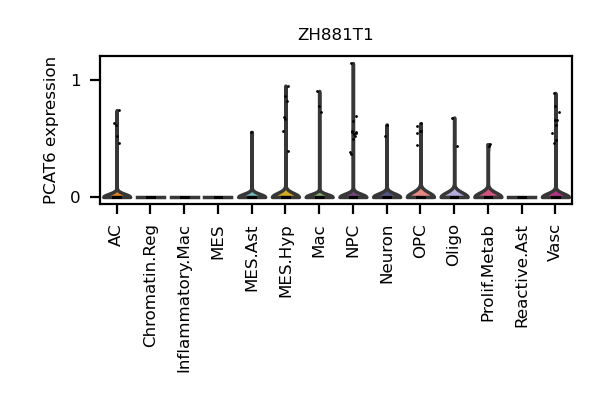 ZH881T1
PCAT6 expression
1
0
AC
Chromatin.Reg
Inflammatory.Mac
MES
MES.Ast
MES.Hyp
Mac
NPC
Neuron
OPC
Oligo
Prolif.Metab
Reactive.Ast
Vasc